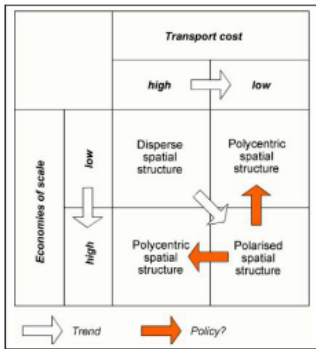 Transport cost
high
low
Economies of scale
low
high
Disperse
spatial
structure
Polycentric
spatial
structure
Polycentric
spatial
structure
Polarised
spatial
structure
Trend
Policy?